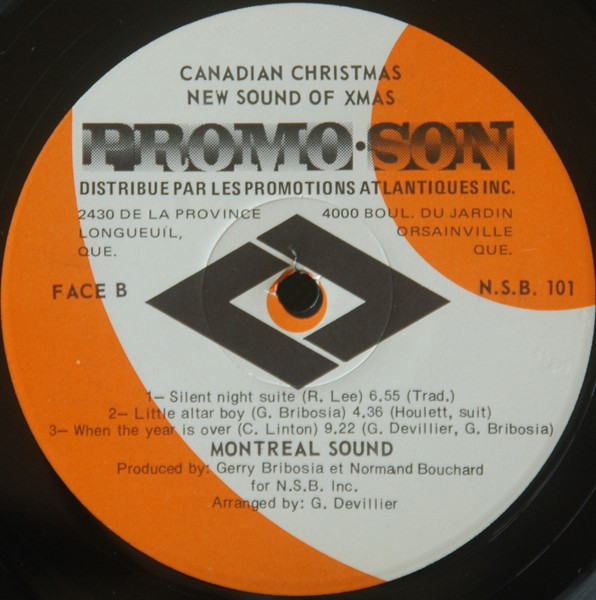 CANADIAN CHRISTMAS
NEW SOUND OF XMAS
PROMO·SON
DISTRIBUE PAR LES PROMOTIONS ATLANTIQUES INC.
2430 DE LA PROVINCE
LONGUEUÍL,
QUE.
4000 BOUL. DU JARDIN
ORSAINVILLE
QUE.
FACE B
N.S.B. 101
1— Silent night suite (R. Lee) 6,55 (Trad.)
2— Little altar boy (G. Bribosia) 4,36 (Houlett, suit)
3— When the year is over (C. Linton) 9,22 (G. Devillier, G. Bribosia)
MONTREAL SOUND
Produced by: Gerry Bribosia et Normand Bouchard
for N.S.B. Inc.
Arranged by: G. Devillier